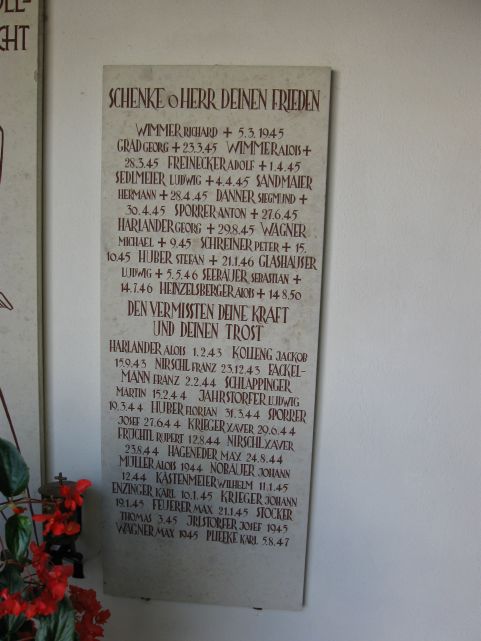 CHT
SCHENKE O HERR DEINEN FRIEDEN
WIMMER RICHARD + 5.3.1945
GRAD GEORG + 23.3.45 WIMMER ALOIS +
28.3.45 FREINECKER ADOLF + 1.4.45
SEDLMEIER LUDWIG + 4.4.45 SANDMAIER
HERMANN + 28.4.45 DANNER SIEGMUND +
30.4.45 SPORRER ANTON + 27.6.45
HARLANDER GEORG + 29.8.45 WAGNER
MICHAEL + 9.45 SCHREINER PETER + 15.
10.45 HUBER STEFAN + 21.1.46 GLASHAUSER
LUDWIG + 5.5.46 SEEBAUER SEBASTIAN +
14.7.46 HEINZELSBERGER ALOIS + 14.8.50
DEN VERMISSTEN DEINE KRAFT
UND DEINEN TROST
HARLANDER ALOIS 1.2.43 KOLLENG JACKOB
15.9.43 NIRSCHL FRANZ 23.12.43 FACKEL-
MANN FRANZ 2.2.44 SCHLAPPINGER
MARTIN 15.2.44 JAHRSTORFER LUDWIG
19.3.44 HUBER FLORIAN 31.3.44 SPORRER
JOSEF 27.6.44 KRIEGER XAVER 29.6.44
FÜCHTL RUPERT 12.8.44 NIRSCHL XAVER
23.8.44 HAGENEDER MAX 24.8.44
MÜLLER ALOIS 1944 NOBAUER JOHANN
12.44 KASTENMEIER WILHELM 11.1.45
ENZINGER KARL 10.1.45 KRIEGER JOHANN
19.1.45 FEUERER MAX 21.1.45 STOCKER
THOMAS 3.45 IRLSTORFER JOSEF 1945
WAGNER MAX 1945 KARL 5.8.47